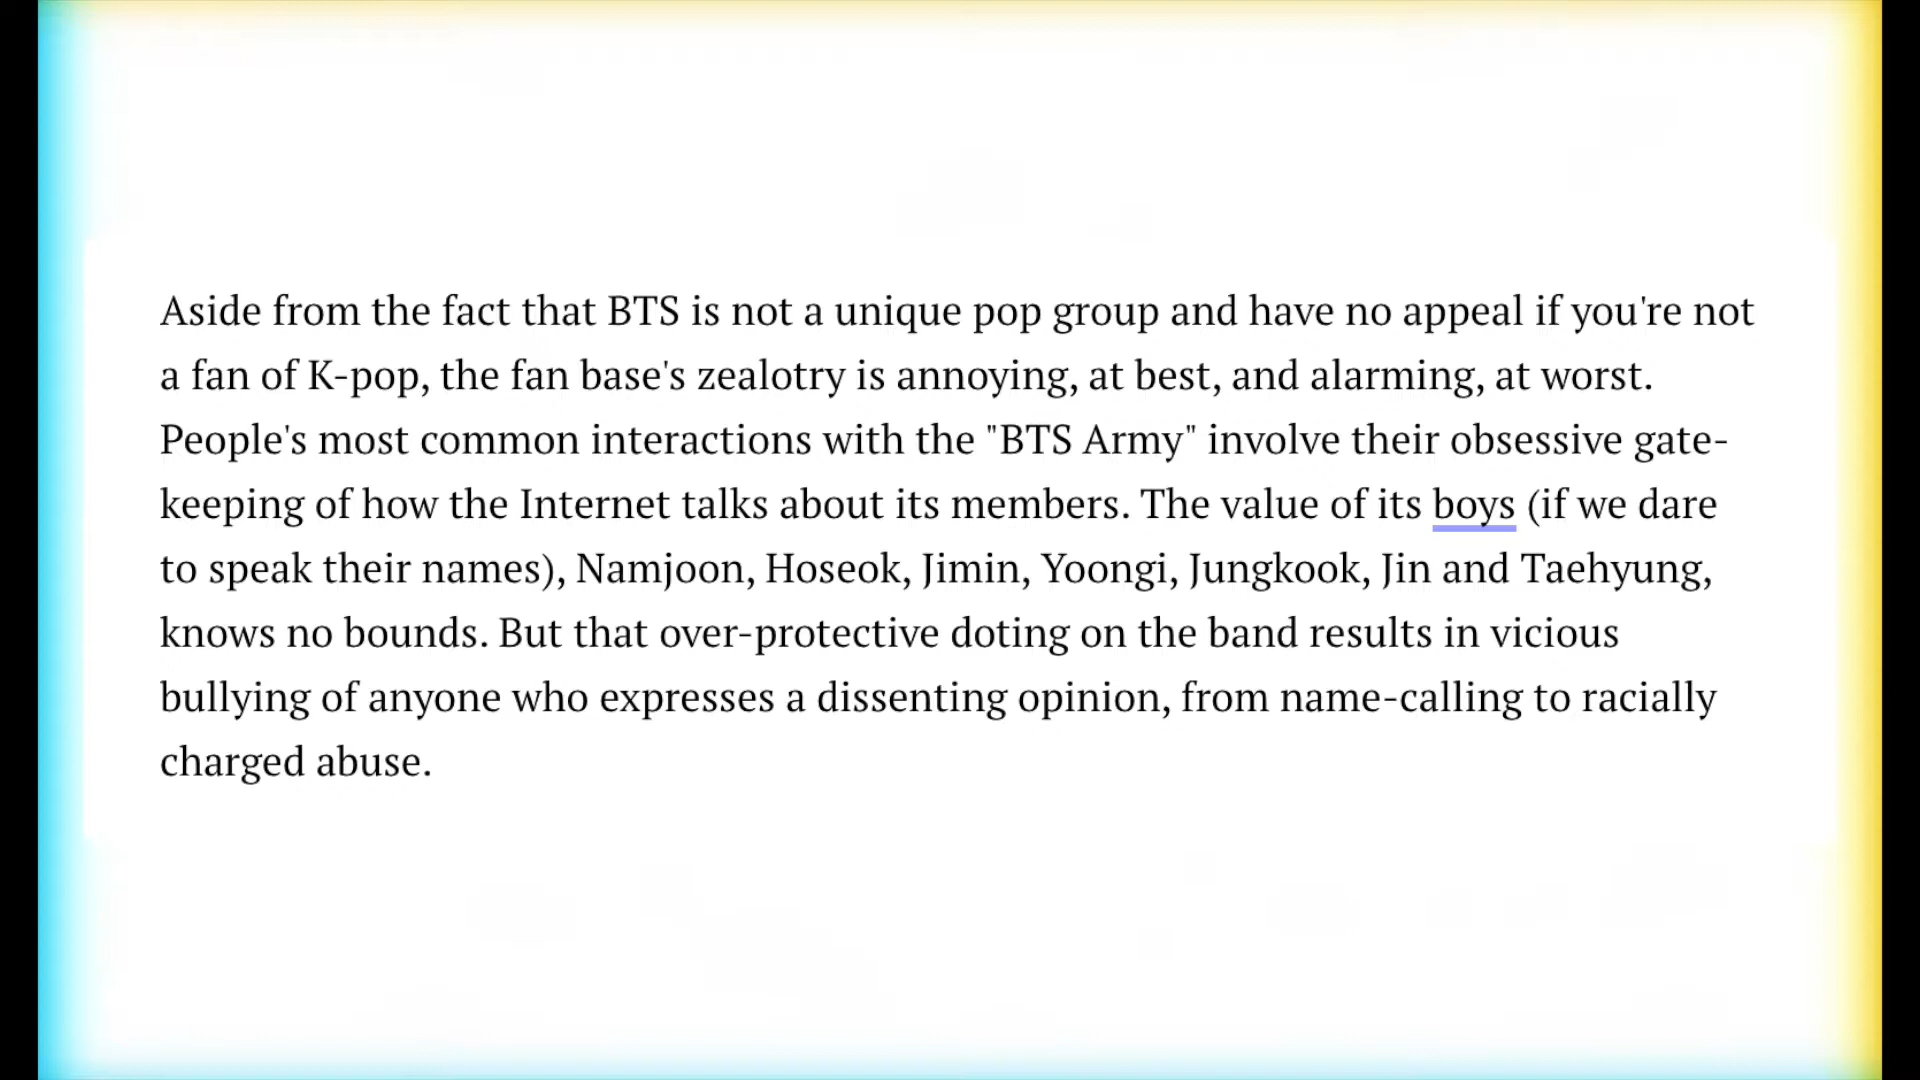 Aside from the fact that BTS is not a unique pop group and have no appeal if you're not
a fan of K-pop, the fan base's zealotry is annoying, at best, and alarming, at worst.
People's most common interactions with the "BTS Army" involve their obsessive gate-
keeping of how the Internet talks about its members. The value of its boys (if we dare
to speak their names), Namjoon, Hoseok, Jimin, Yoongi, Jungkook, Jin and Taehyung,
knows no bounds. But that over-protective doting on the band results in vicious
bullying of anyone who expresses a dissenting opinion, from name-calling to racially
charged abuse.